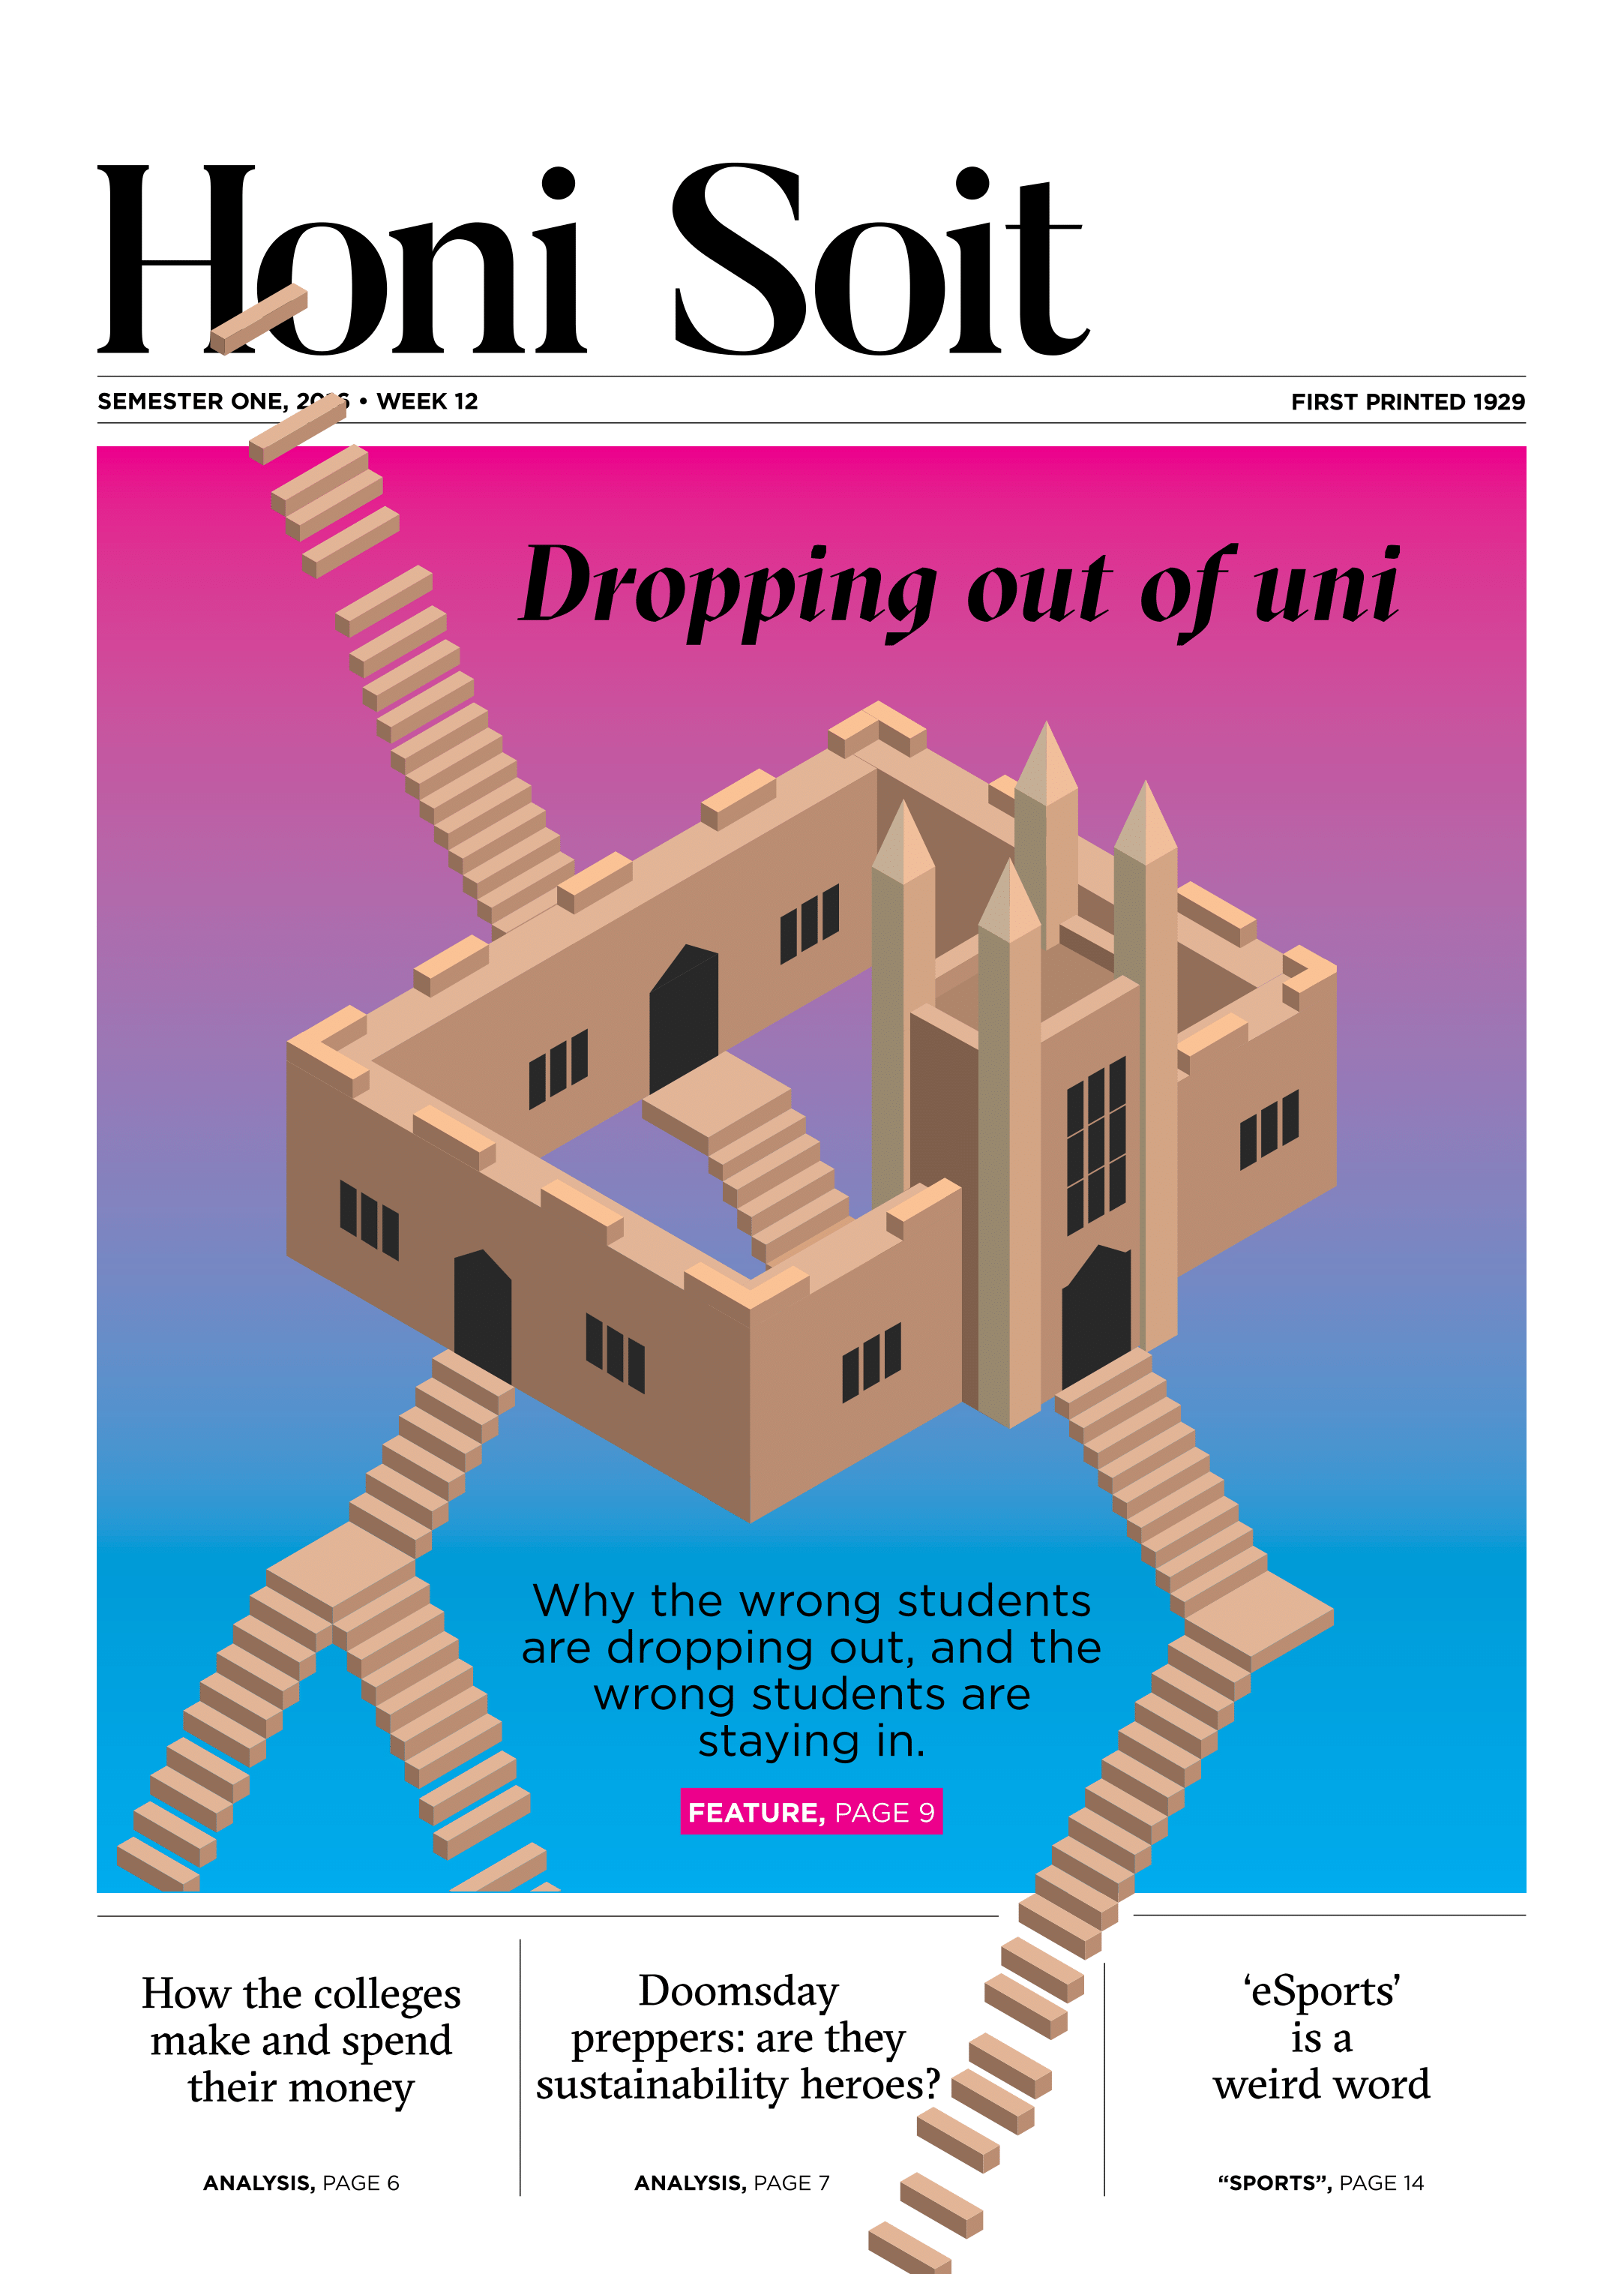 Honi Soit
SEMESTER ONE, 2016 • WEEK 12
FIRST PRINTED 1929
Dropping out of uni
Why the wrong students
are dropping out, and the
wrong students are
staying in.
FEATURE, PAGE 9
How the colleges
make and spend
their money
ANALYSIS, PAGE 6
Doomsday
preppers: are they
sustainability heroes?
ANALYSIS, PAGE 7
‘eSports’
is a
weird word
“SPORTS”, PAGE 14